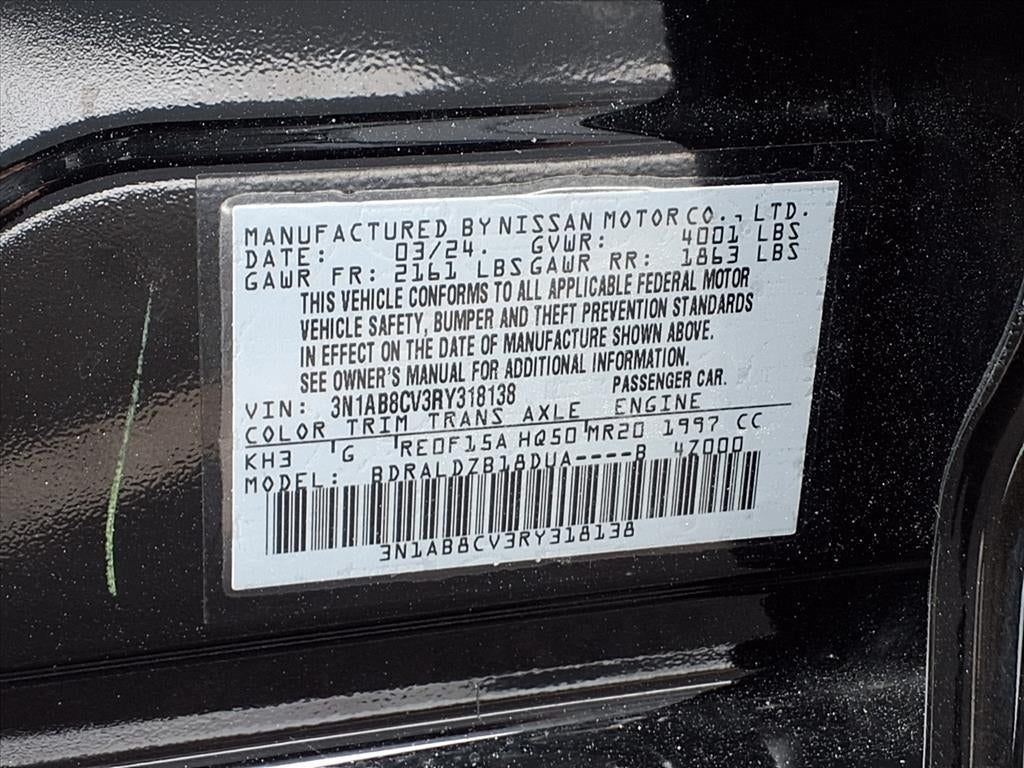 MANUFACTURED BY NISSAN MOTOR CO., LTD.
DATE: 03/24. GVWR: 4001 LBS
GAWR FR: 2161 LBS GAWR RR: 1863 LBS
THIS VEHICLE CONFORMS TO ALL APPLICABLE FEDERAL MOTOR
VEHICLE SAFETY, BUMPER AND THEFT PREVENTION STANDARDS
IN EFFECT ON THE DATE OF MANUFACTURE SHOWN ABOVE.
SEE OWNER'S MANUAL FOR ADDITIONAL INFORMATION.
VIN: 3N1AB8CV3RY318138 PASSENGER CAR.
COLOR TRIM TRANS AXLE ENGINE
KH3 G RE0F15A HQ50 MR20 1997 CC
MODEL: BDRALDZB18DUA----B 4Z000
3N1AB8CV3RY318138